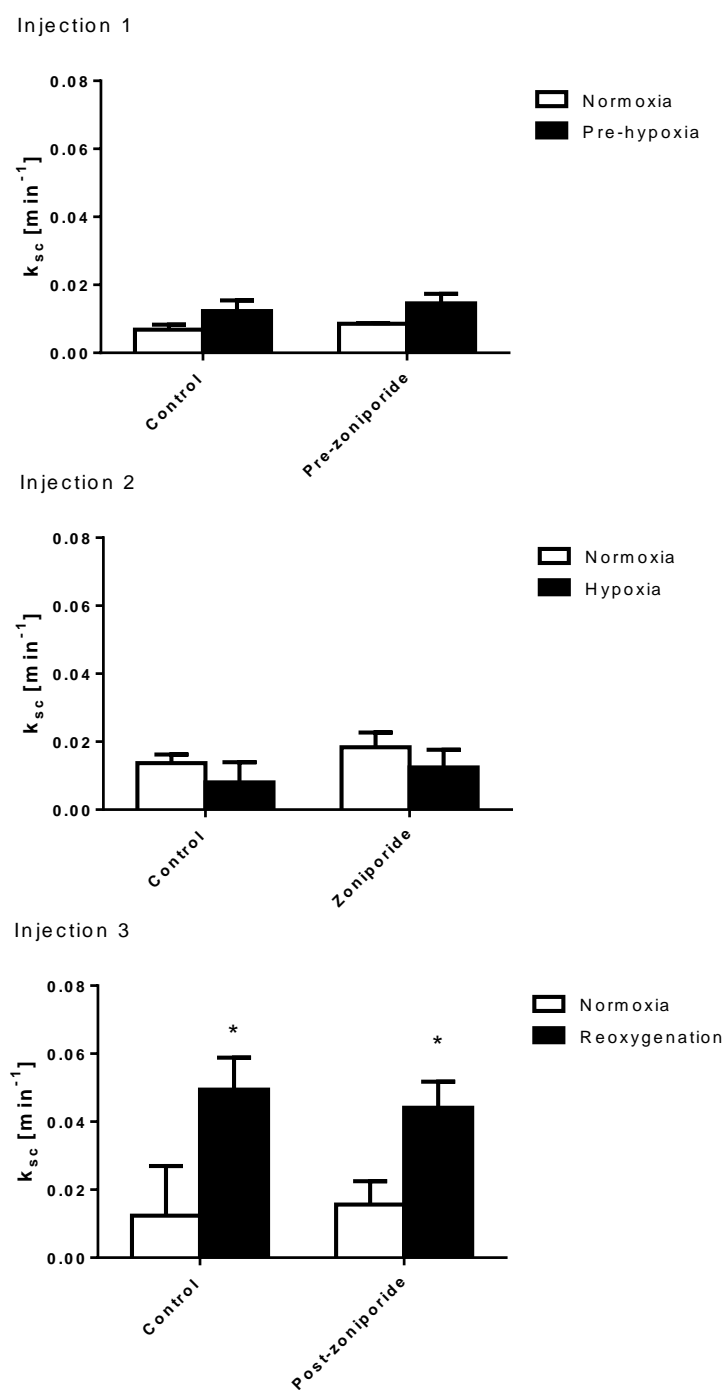 Injection 1
Normoxia
Pre-hypoxia
k_sc [min^-1]
0.08
0.06
0.04
0.02
0.00
Control
Pre-zoniporide
Injection 2
Normoxia
Hypoxia
k_sc [min^-1]
0.08
0.06
0.04
0.02
0.00
Control
Zoniporide
Injection 3
Normoxia
Reoxygenation
k_sc [min^-1]
0.08
0.06
0.04
0.02
0.00
*
*
Control
Post-zoniporide